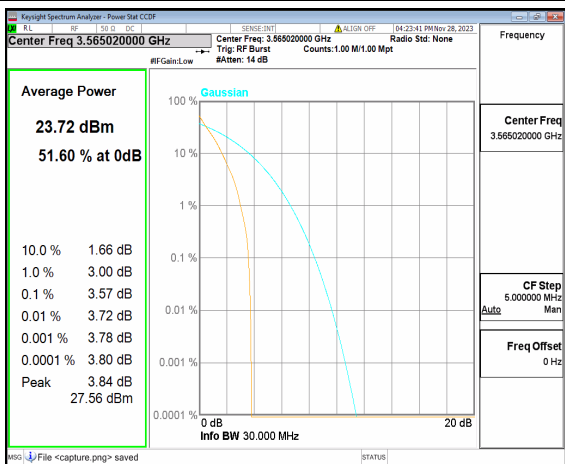 Keysight Spectrum Analyzer - Power Stat CCDF
RL RF 50 Ω DC SENSE:INT ALIGN OFF 04:23:41 PM Nov 28, 2023
Center Freq 3.565020000 GHz
Center Freq: 3.565020000 GHz Radio Std: None
Trig: RF Burst Counts:1.00 M/1.00 Mpt
#IFGain:Low #Atten: 14 dB
Frequency
Average Power
23.72 dBm
51.60 % at 0dB
10.0 % 1.66 dB
1.0 % 3.00 dB
0.1 % 3.57 dB
0.01 % 3.72 dB
0.001 % 3.78 dB
0.0001 % 3.80 dB
Peak 3.84 dB
27.56 dBm
Gaussian
100 %
10 %
1 %
0.1 %
0.01 %
0.001 %
0.0001 %
0 dB 20 dB
Info BW 30.000 MHz
Center Freq
3.565020000 GHz
CF Step
5.000000 MHz
Auto Man
Freq Offset
0 Hz
MSG File <capture.png> saved STATUS